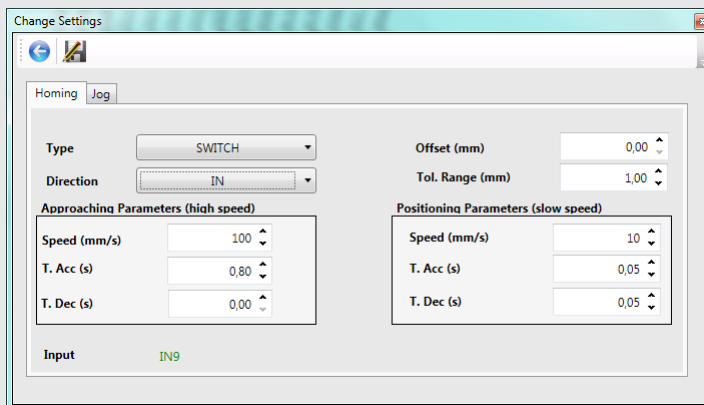 Change Settings
Homing Jog
Type SWITCH Offset (mm) 0,00
Direction IN Tol. Range (mm) 1,00
Approaching Parameters (high speed) Positioning Parameters (slow speed)
Speed (mm/s) 100 Speed (mm/s) 10
T. Acc (s) 0,80 T. Acc (s) 0,05
T. Dec (s) 0,00 T. Dec (s) 0,05
Input IN9